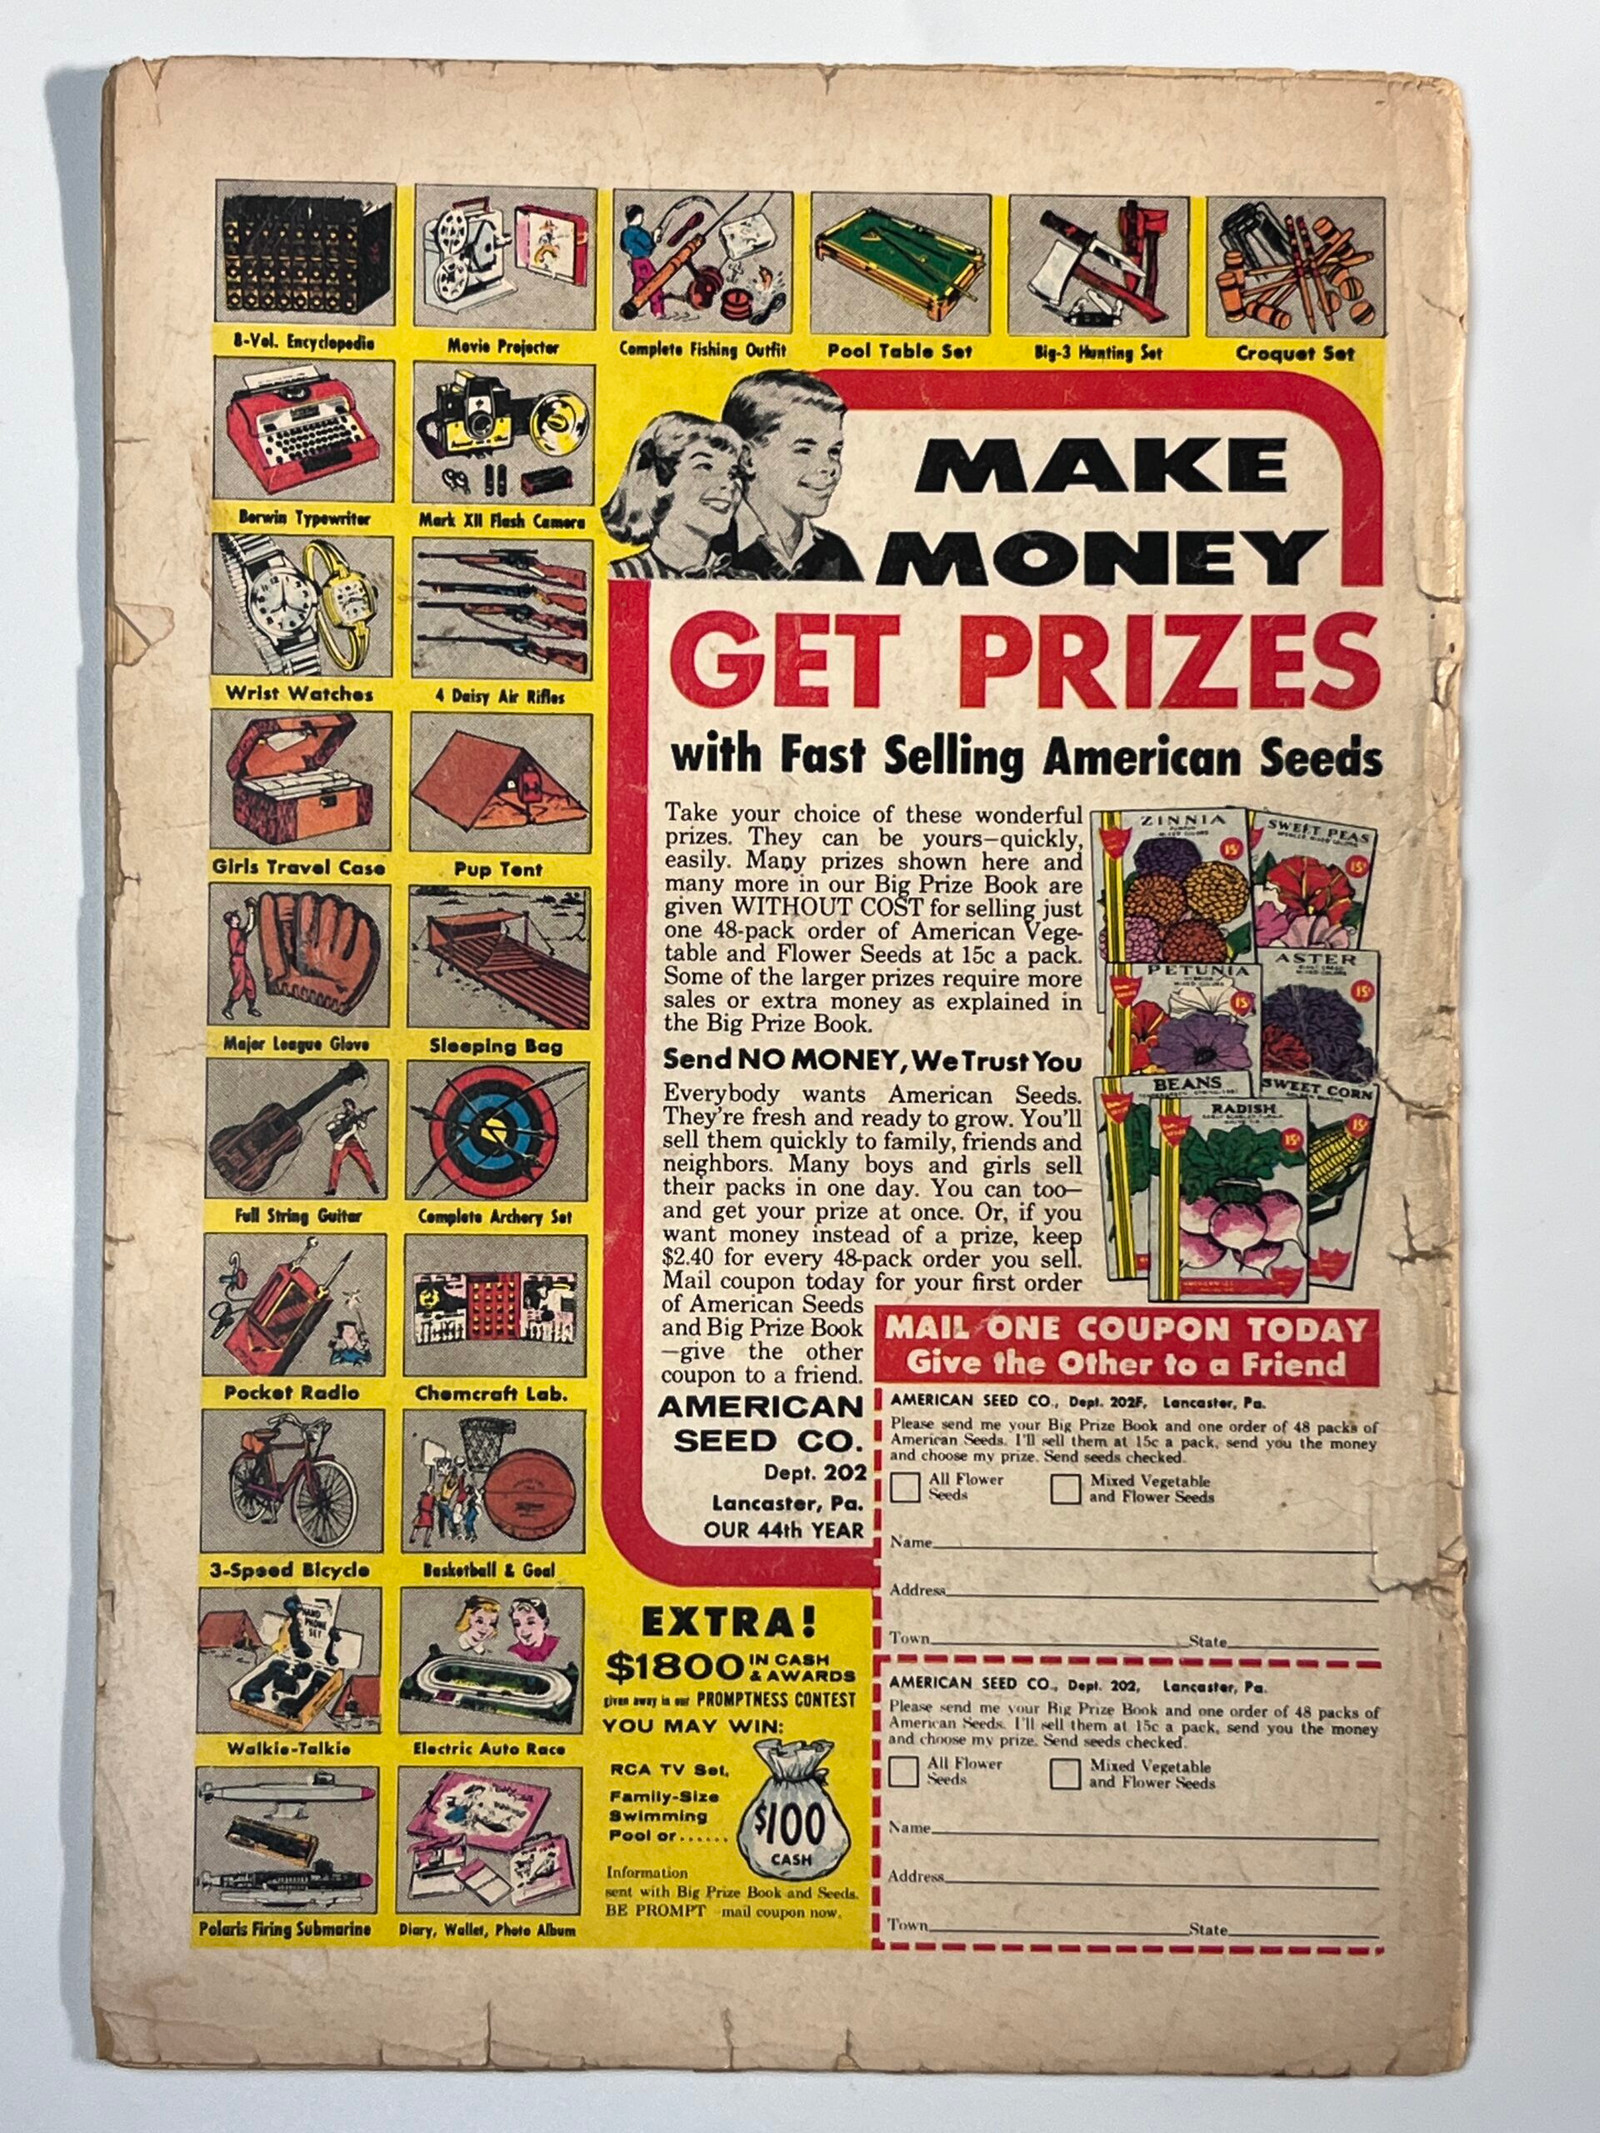 8-Vol. Encyclopedia
Movie Projector
Complete Fishing Outfit
Pool Table Set
Big-3 Hunting Set
Croquet Set
Berwin Typewriter
Mark XII Flash Camera
Wrist Watches
4 Daisy Air Rifles
Girls Travel Case
Pup Tent
Major League Glove
Sleeping Bag
Full String Guitar
Complete Archery Set
Pocket Radio
Chemcraft Lab.
3-Speed Bicycle
Basketball & Goal
HAND
PHONE
SET
Walkie-Talkie
Electric Auto Race
Polaris Firing Submarine
Diary, Wallet, Photo Album
MAKE
MONEY
GET PRIZES
with Fast Selling American Seeds
Take your choice of these wonderful
prizes. They can be yours—quickly,
easily. Many prizes shown here and
many more in our Big Prize Book are
given WITHOUT COST for selling just
one 48-pack order of American Vege-
table and Flower Seeds at 15c a pack.
Some of the larger prizes require more
sales or extra money as explained in
the Big Prize Book.
Send NO MONEY, We Trust You
Everybody wants American Seeds.
They're fresh and ready to grow. You'll
sell them quickly to family, friends and
neighbors. Many boys and girls sell
their packs in one day. You can too—
and get your prize at once. Or, if you
want money instead of a prize, keep
$2.40 for every 48-pack order you sell.
Mail coupon today for your first order
of American Seeds
and Big Prize Book
—give the other
coupon to a friend.
AMERICAN
SEED CO.
Dept. 202
Lancaster, Pa.
OUR 44th YEAR
ZINNIA
MIXED COLORS
15¢
SWEET PEAS
15¢
PETUNIA
MIXED COLORS
15¢
ASTER
MIXED COLORS
15¢
BEANS
SWEET CORN
15¢
RADISH
15¢
MAIL ONE COUPON TODAY
Give the Other to a Friend
AMERICAN SEED CO., Dept. 202F, Lancaster, Pa.
Please send me your Big Prize Book and one order of 48 packs of
American Seeds. I'll sell them at 15c a pack, send you the money
and choose my prize. Send seeds checked.
All Flower
Seeds
Mixed Vegetable
and Flower Seeds
Name
Address
Town State
AMERICAN SEED CO., Dept. 202, Lancaster, Pa.
Please send me your Big Prize Book and one order of 48 packs of
American Seeds. I'll sell them at 15c a pack, send you the money
and choose my prize. Send seeds checked.
All Flower
Seeds
Mixed Vegetable
and Flower Seeds
Name
Address
Town State
EXTRA!
$1800 IN CASH
& AWARDS
given away in our PROMPTNESS CONTEST
YOU MAY WIN:
RCA TV Set,
Family-Size
Swimming
Pool or......
$100
CASH
Information
sent with Big Prize Book and Seeds.
BE PROMPT mail coupon now.